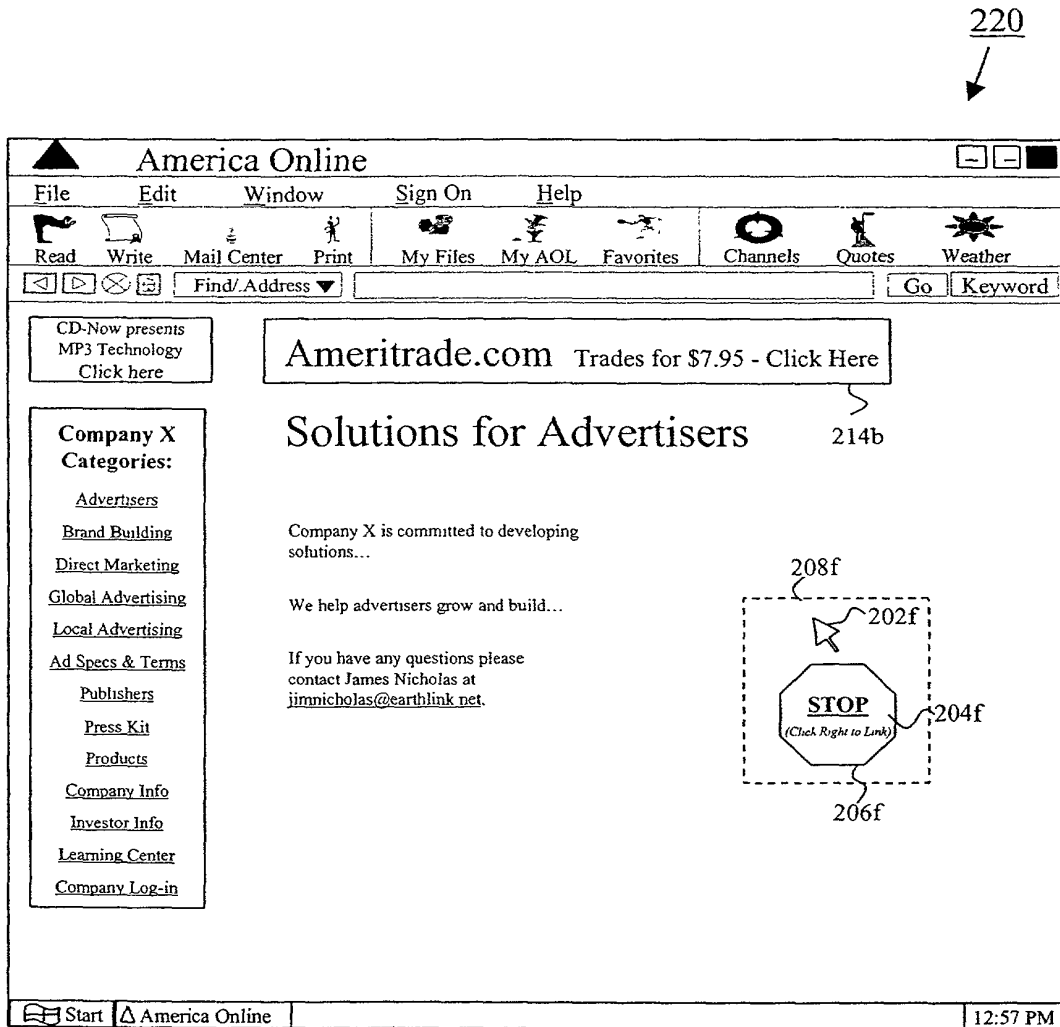 220
America Online
File Edit Window Sign On Help
Read Write Mail Center Print My Files My AOL Favorites Channels Quotes Weather
Find/.Address Go Keyword
CD-Now presents
MP3 Technology
Click here
Ameritrade.com Trades for $7.95 - Click Here
214b
Company X
Categories:
Advertisers
Brand Building
Direct Marketing
Global Advertising
Local Advertising
Ad Specs & Terms
Publishers
Press Kit
Products
Company Info
Investor Info
Learning Center
Company Log-in
Solutions for Advertisers
Company X is committed to developing
solutions...
We help advertisers grow and build...
If you have any questions please
contact James Nicholas at
jimnicholas@earthlink net.
208f
202f
STOP
(Click Right to Link)
204f
206f
Start America Online 12:57 PM